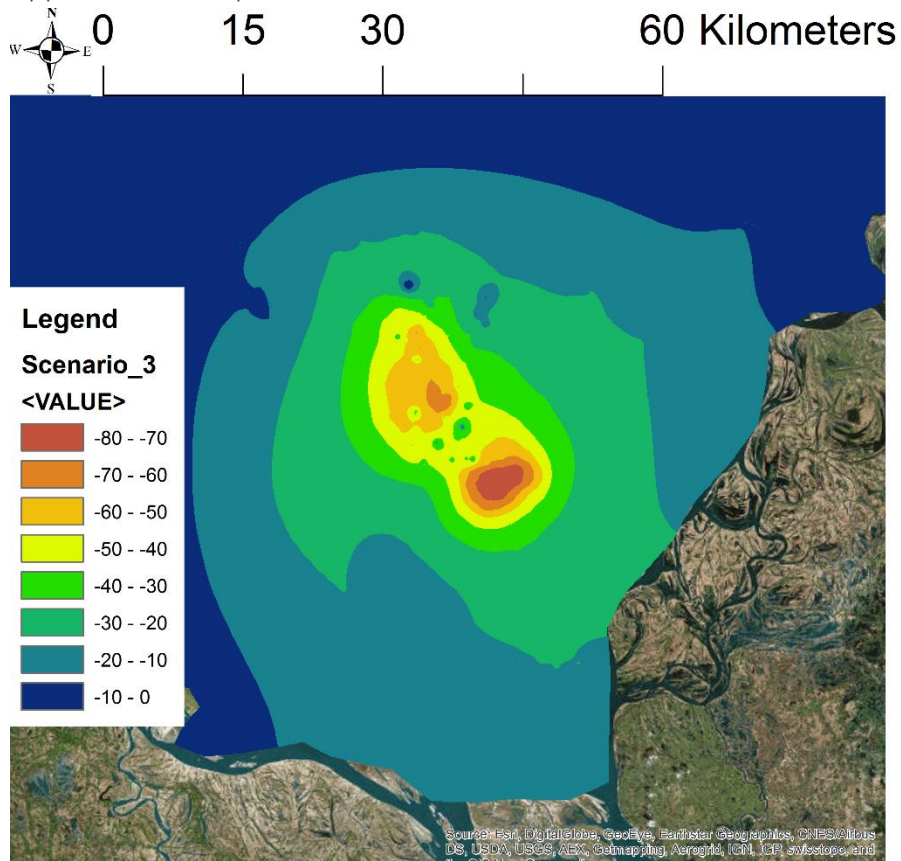 N
W E
S
0 15 30 60 Kilometers
Legend
Scenario_3
<VALUE>
-80 - -70
-70 - -60
-60 - -50
-50 - -40
-40 - -30
-30 - -20
-20 - -10
-10 - 0
Source: Esri, DigitalGlobe, GeoEye, Earthstar Geographics, CNES/Airbus
DS, USDA, USGS, AEX, Getmapping, Aerogrid, IGN, IGP, swisstopo, and